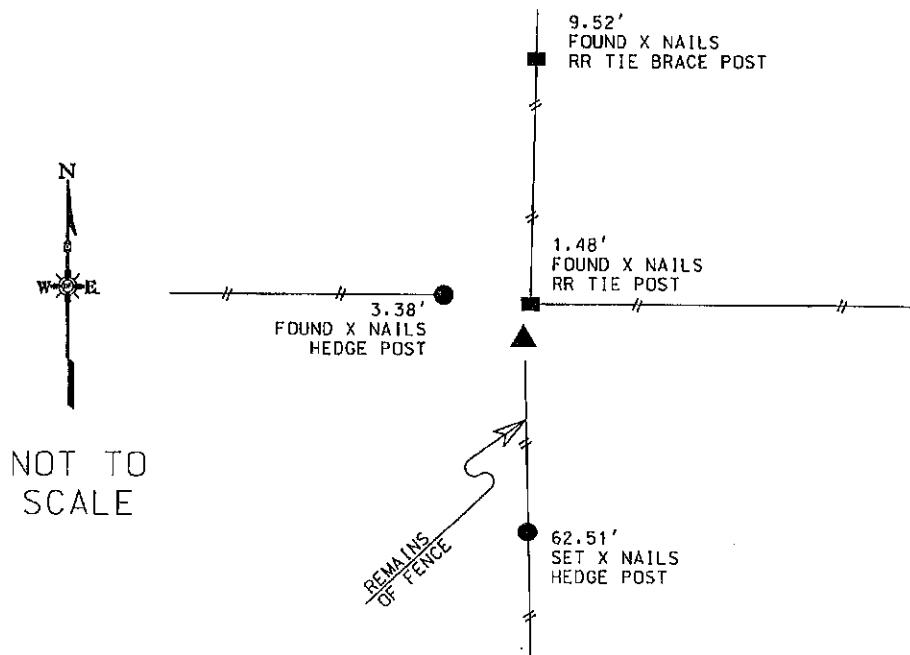 9.52'
FOUND X NAILS
RR TIE BRACE POST
N
W E
1.48'
FOUND X NAILS
RR TIE POST
3.38'
FOUND X NAILS
HEDGE POST
NOT TO
SCALE
REMAINS
OF FENCE
62.51'
SET X NAILS
HEDGE POST